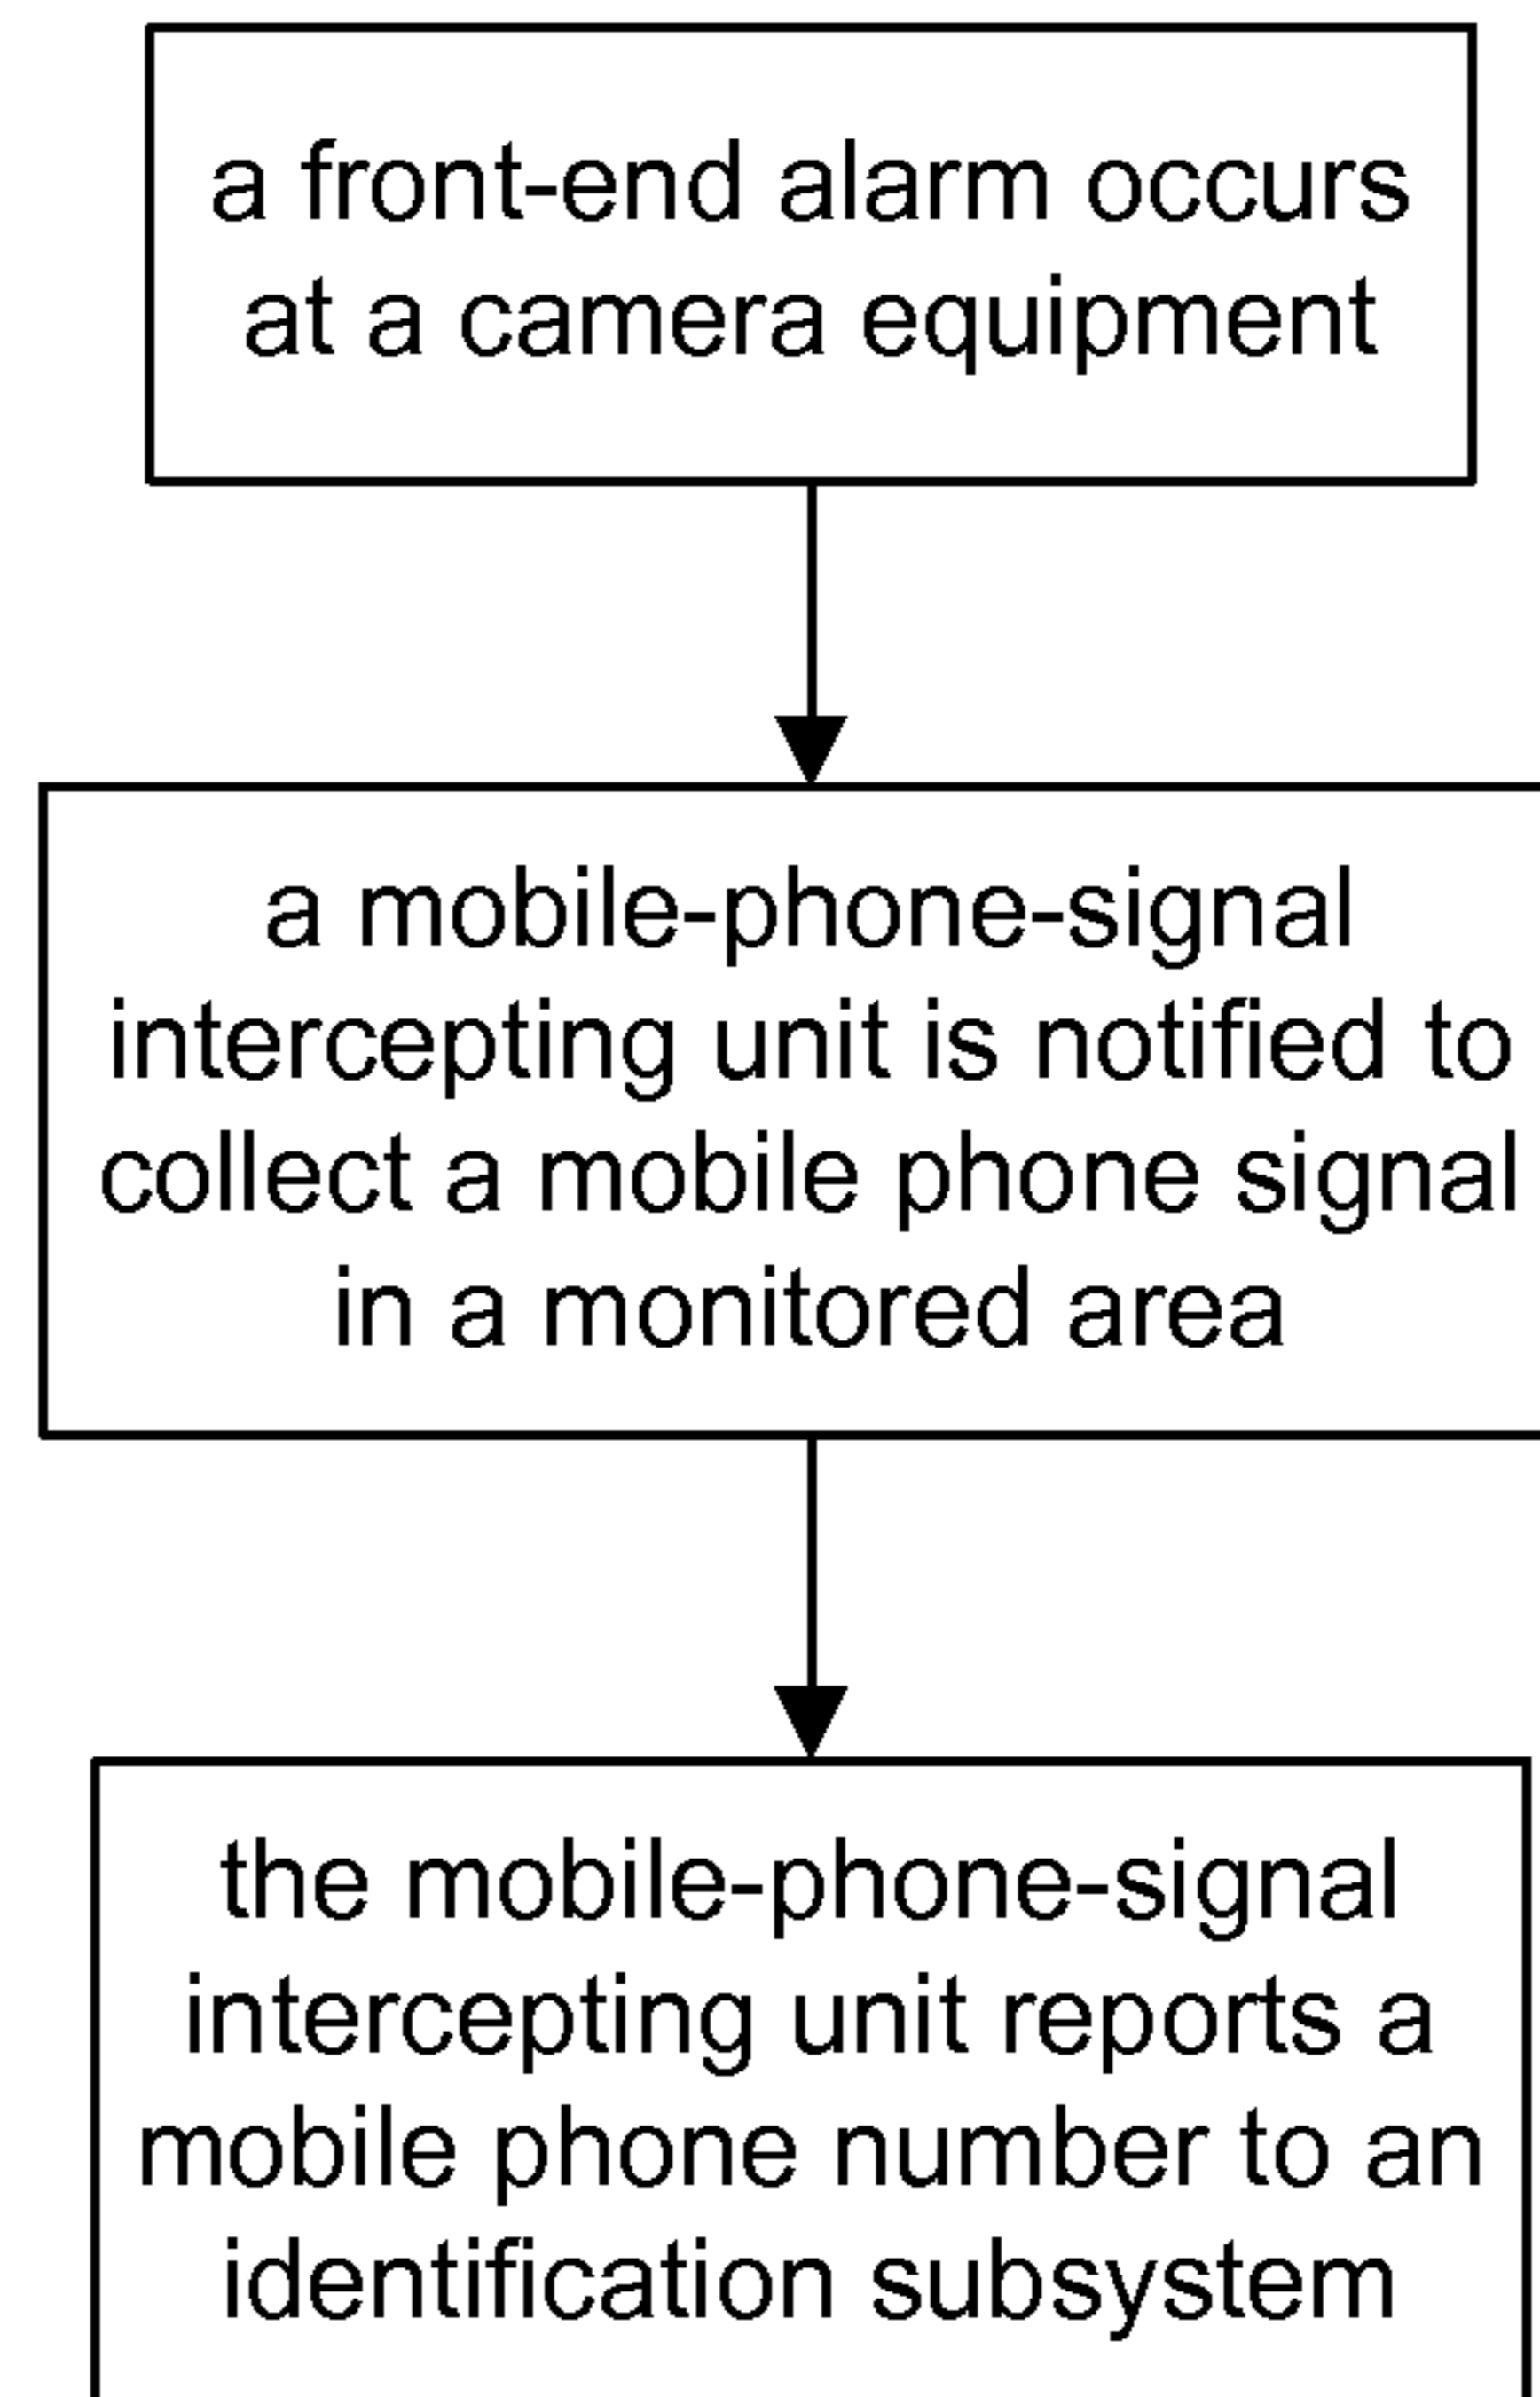 a front-end alarm occurs
at a camera equipment
a mobile-phone-signal
intercepting unit is notified to
collect a mobile phone signal
in a monitored area
the mobile-phone-signal
intercepting unit reports a
mobile phone number to an
identification subsystem